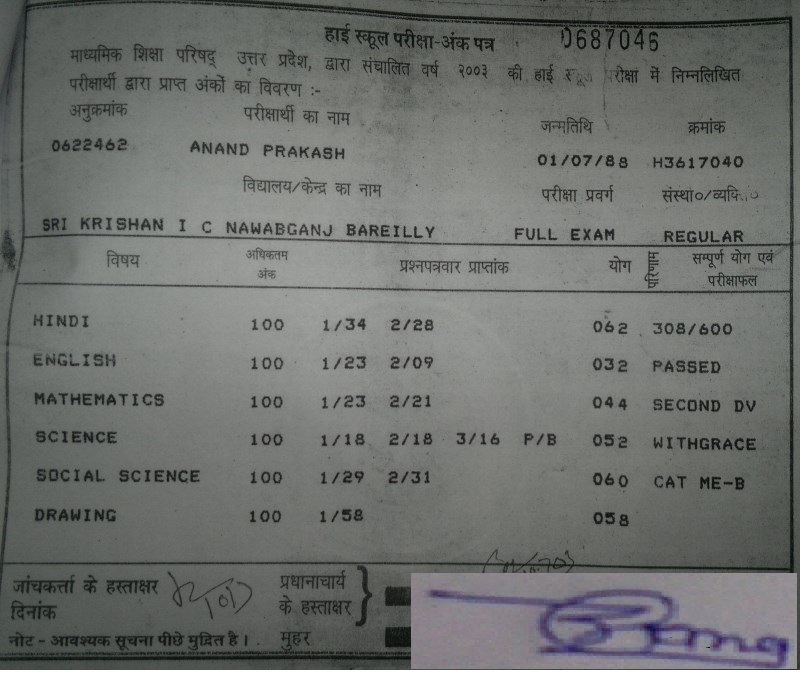 हाई स्कूल परीक्षा-अंक पत्र 0687046
माध्यमिक शिक्षा परिषद् उत्तर प्रदेश, द्वारा संचालित वर्ष २००३ की हाई स्कूल परीक्षा में निम्नलिखित
परीक्षार्थी द्वारा प्राप्त अंकों का विवरण :-
अनुक्रमांक परीक्षार्थी का नाम जन्मतिथि क्रमांक
0622462 ANAND PRAKASH 01/07/88 H3617040
विद्यालय/केन्द्र का नाम परीक्षा प्रवर्ग संस्था०/व्यक्ति०
SRI KRISHAN I C NAWABGANJ BAREILLY FULL EXAM REGULAR
विषय अधिकतम अंक प्रश्नपत्रवार प्राप्तांक योग परिणाम सम्पूर्ण योग एवं परीक्षाफल
HINDI 100 1/34 2/28 062 308/600
ENGLISH 100 1/23 2/09 032 PASSED
MATHEMATICS 100 1/23 2/21 044 SECOND DV
SCIENCE 100 1/18 2/18 3/16 P/B 052 WITHGRACE
SOCIAL SCIENCE 100 1/29 2/31 060 CAT ME-B
DRAWING 100 1/58 058
जांचकर्त्ता के हस्ताक्षर प्रधानाचार्य
दिनांक के हस्ताक्षर
नोट - आवश्यक सूचना पीछे मुद्रित है। मुहर